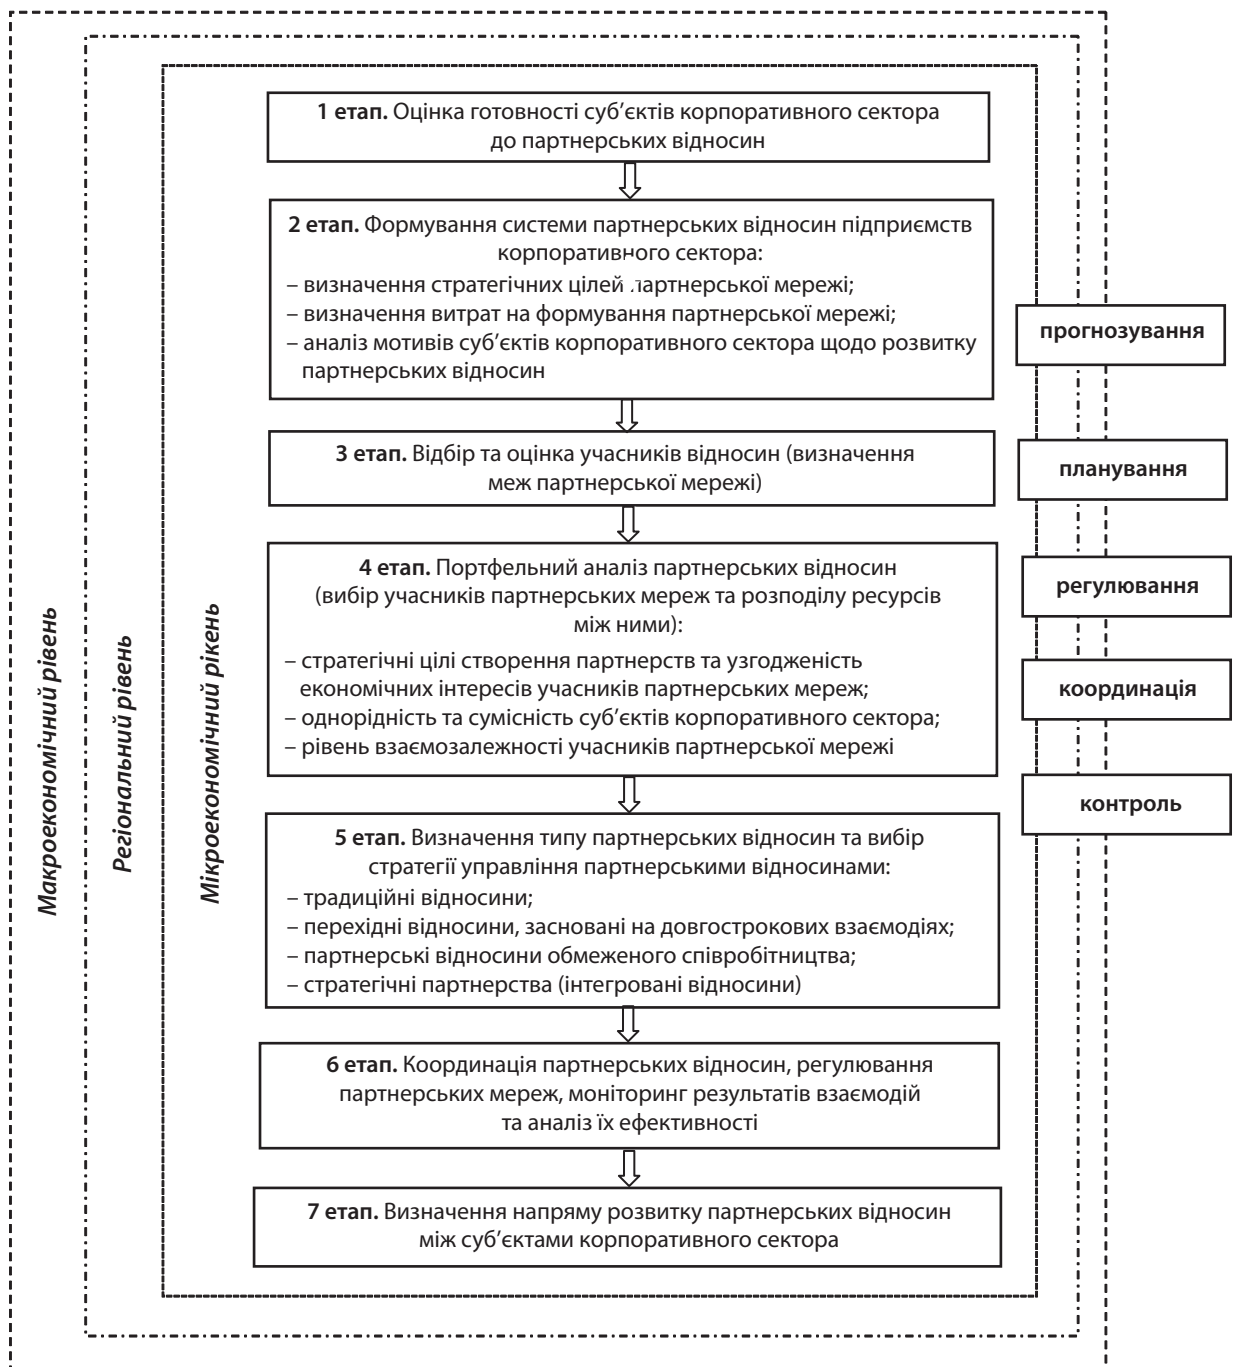 1 етап. Оцінка готовності суб’єктів корпоративного сектора
до партнерських відносин
2 етап. Формування системи партнерських відносин підприємств
корпоративного сектора:
– визначення стратегічних цілей партнерської мережі;
– визначення витрат на формування партнерської мережі;
– аналіз мотивів суб’єктів корпоративного сектора щодо розвитку
партнерських відносин
3 етап. Відбір та оцінка учасників відносин (визначення
меж партнерської мережі)
4 етап. Портфельний аналіз партнерських відносин
(вибір учасників партнерських мереж та розподілу ресурсів
між ними):
– стратегічні цілі створення партнерств та узгодженість
економічних інтересів учасників партнерських мереж;
– однорідність та сумісність суб’єктів корпоративного сектора;
– рівень взаємозалежності учасників партнерської мережі
5 етап. Визначення типу партнерських відносин та вибір
стратегії управління партнерськими відносинами:
– традиційні відносини;
– перехідні відносини, засновані на довгострокових взаємодіях;
– партнерські відносини обмеженого співробітництва;
– стратегічні партнерства (інтегровані відносини)
6 етап. Координація партнерських відносин, регулювання
партнерських мереж, моніторинг результатів взаємодій
та аналіз їх ефективності
7 етап. Визначення напряму розвитку партнерських відносин
між суб’єктами корпоративного сектора
Макроекономічний рівень
Регіональний рівень
Мікроекономічний рікень
прогнозування
планування
регулювання
координація
контроль